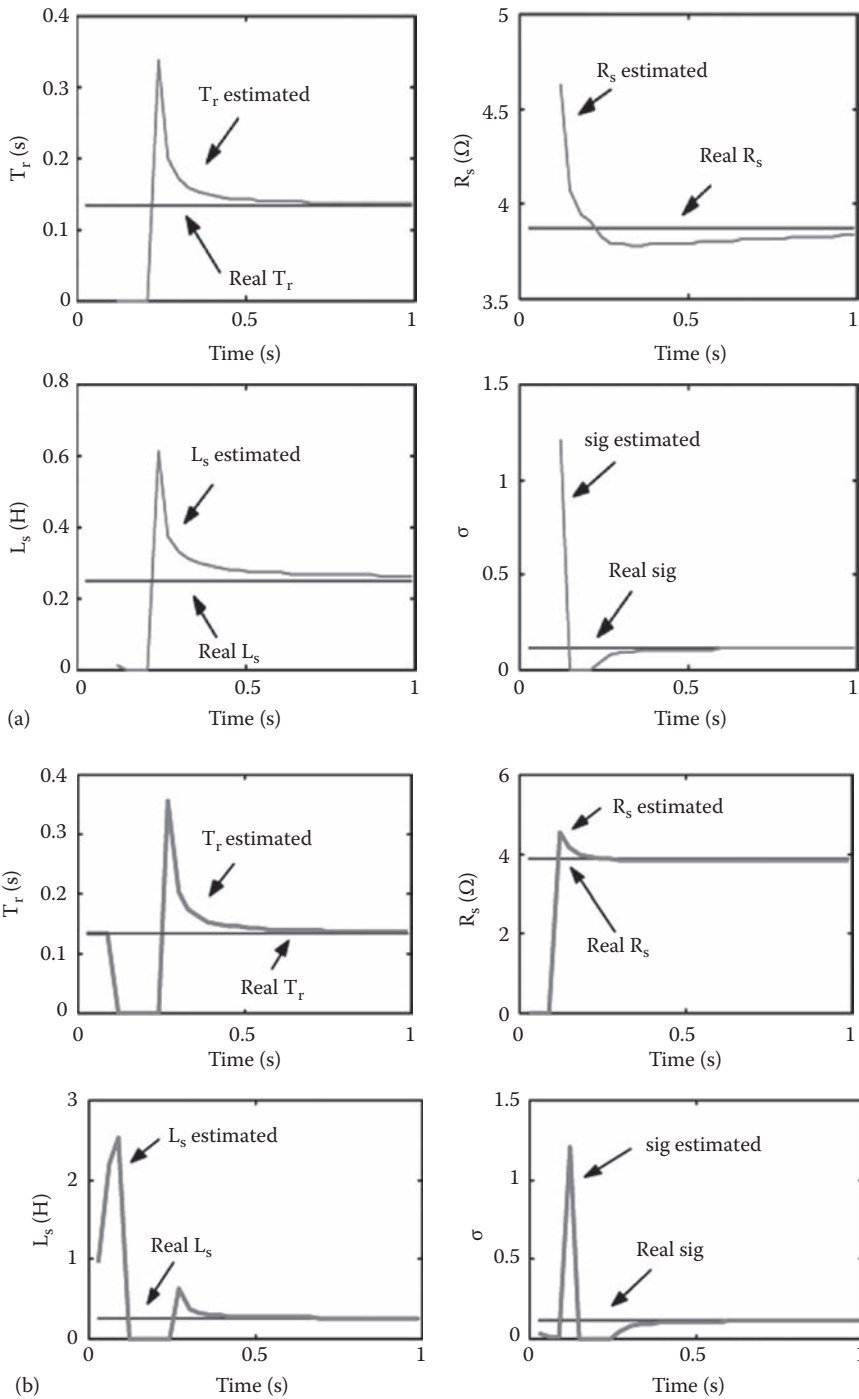 0.4
0.3
0.2
0.1
0
T_r (s)
T_r estimated
Real T_r
0 0.5 1
Time (s)
5
4.5
4
3.5
R_s (Ω)
R_s estimated
Real R_s
0 0.5 1
Time (s)
0.8
0.6
0.4
0.2
0
L_s (H)
L_s estimated
Real L_s
0 0.5 1
Time (s)
1.5
1
0.5
0
σ
sig estimated
Real sig
0 0.5 1
Time (s)
(a)
0.4
0.3
0.2
0.1
0
T_r (s)
T_r estimated
Real T_r
0 0.5 1
Time (s)
6
4
2
0
R_s (Ω)
R_s estimated
Real R_s
0 0.5 1
Time (s)
3
2
1
0
L_s (H)
L_s estimated
Real L_s
0 0.5 1
Time (s)
1.5
1
0.5
0
σ
sig estimated
Real sig
0 0.5 1
Time (s)
(b)